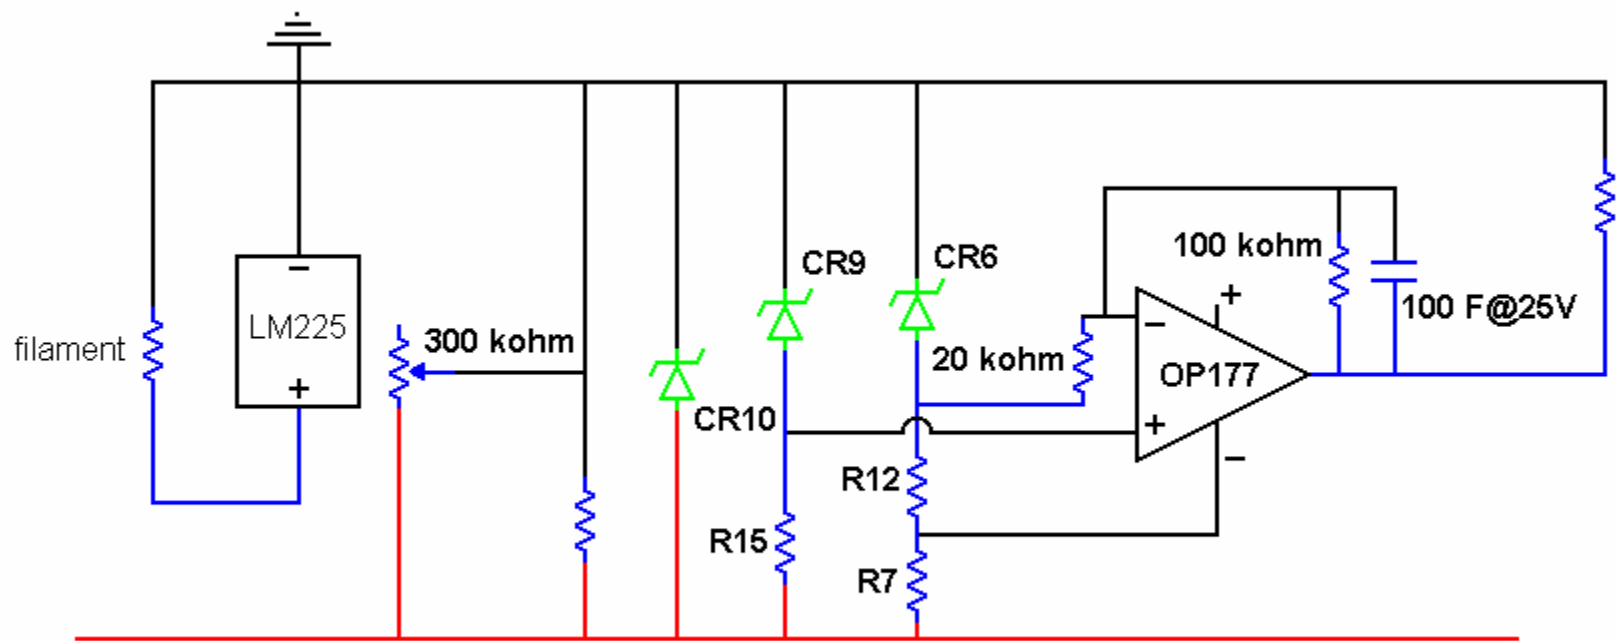 CR9
CR6
100 kohm
+
−
LM225
+
filament
300 kohm
20 kohm
−
OP177
100 F@25V
CR10
+
−
R12
R15
R7